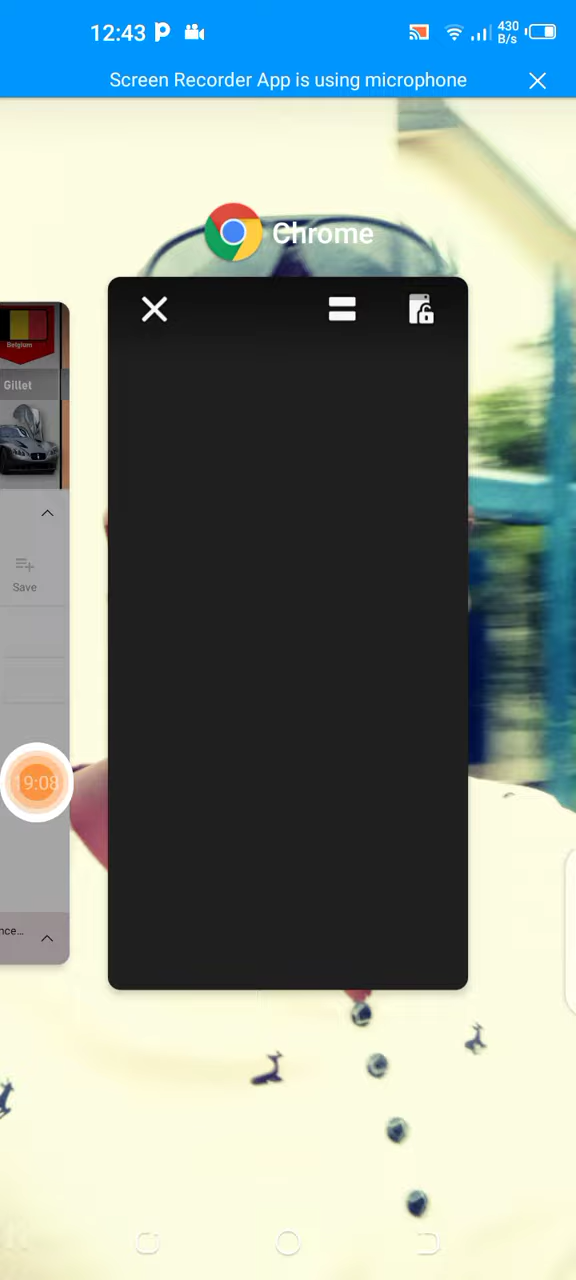 12:43
430
B/s
Screen Recorder App is using microphone
Chrome
Belgium
Gillet
Save
19:08
nce...